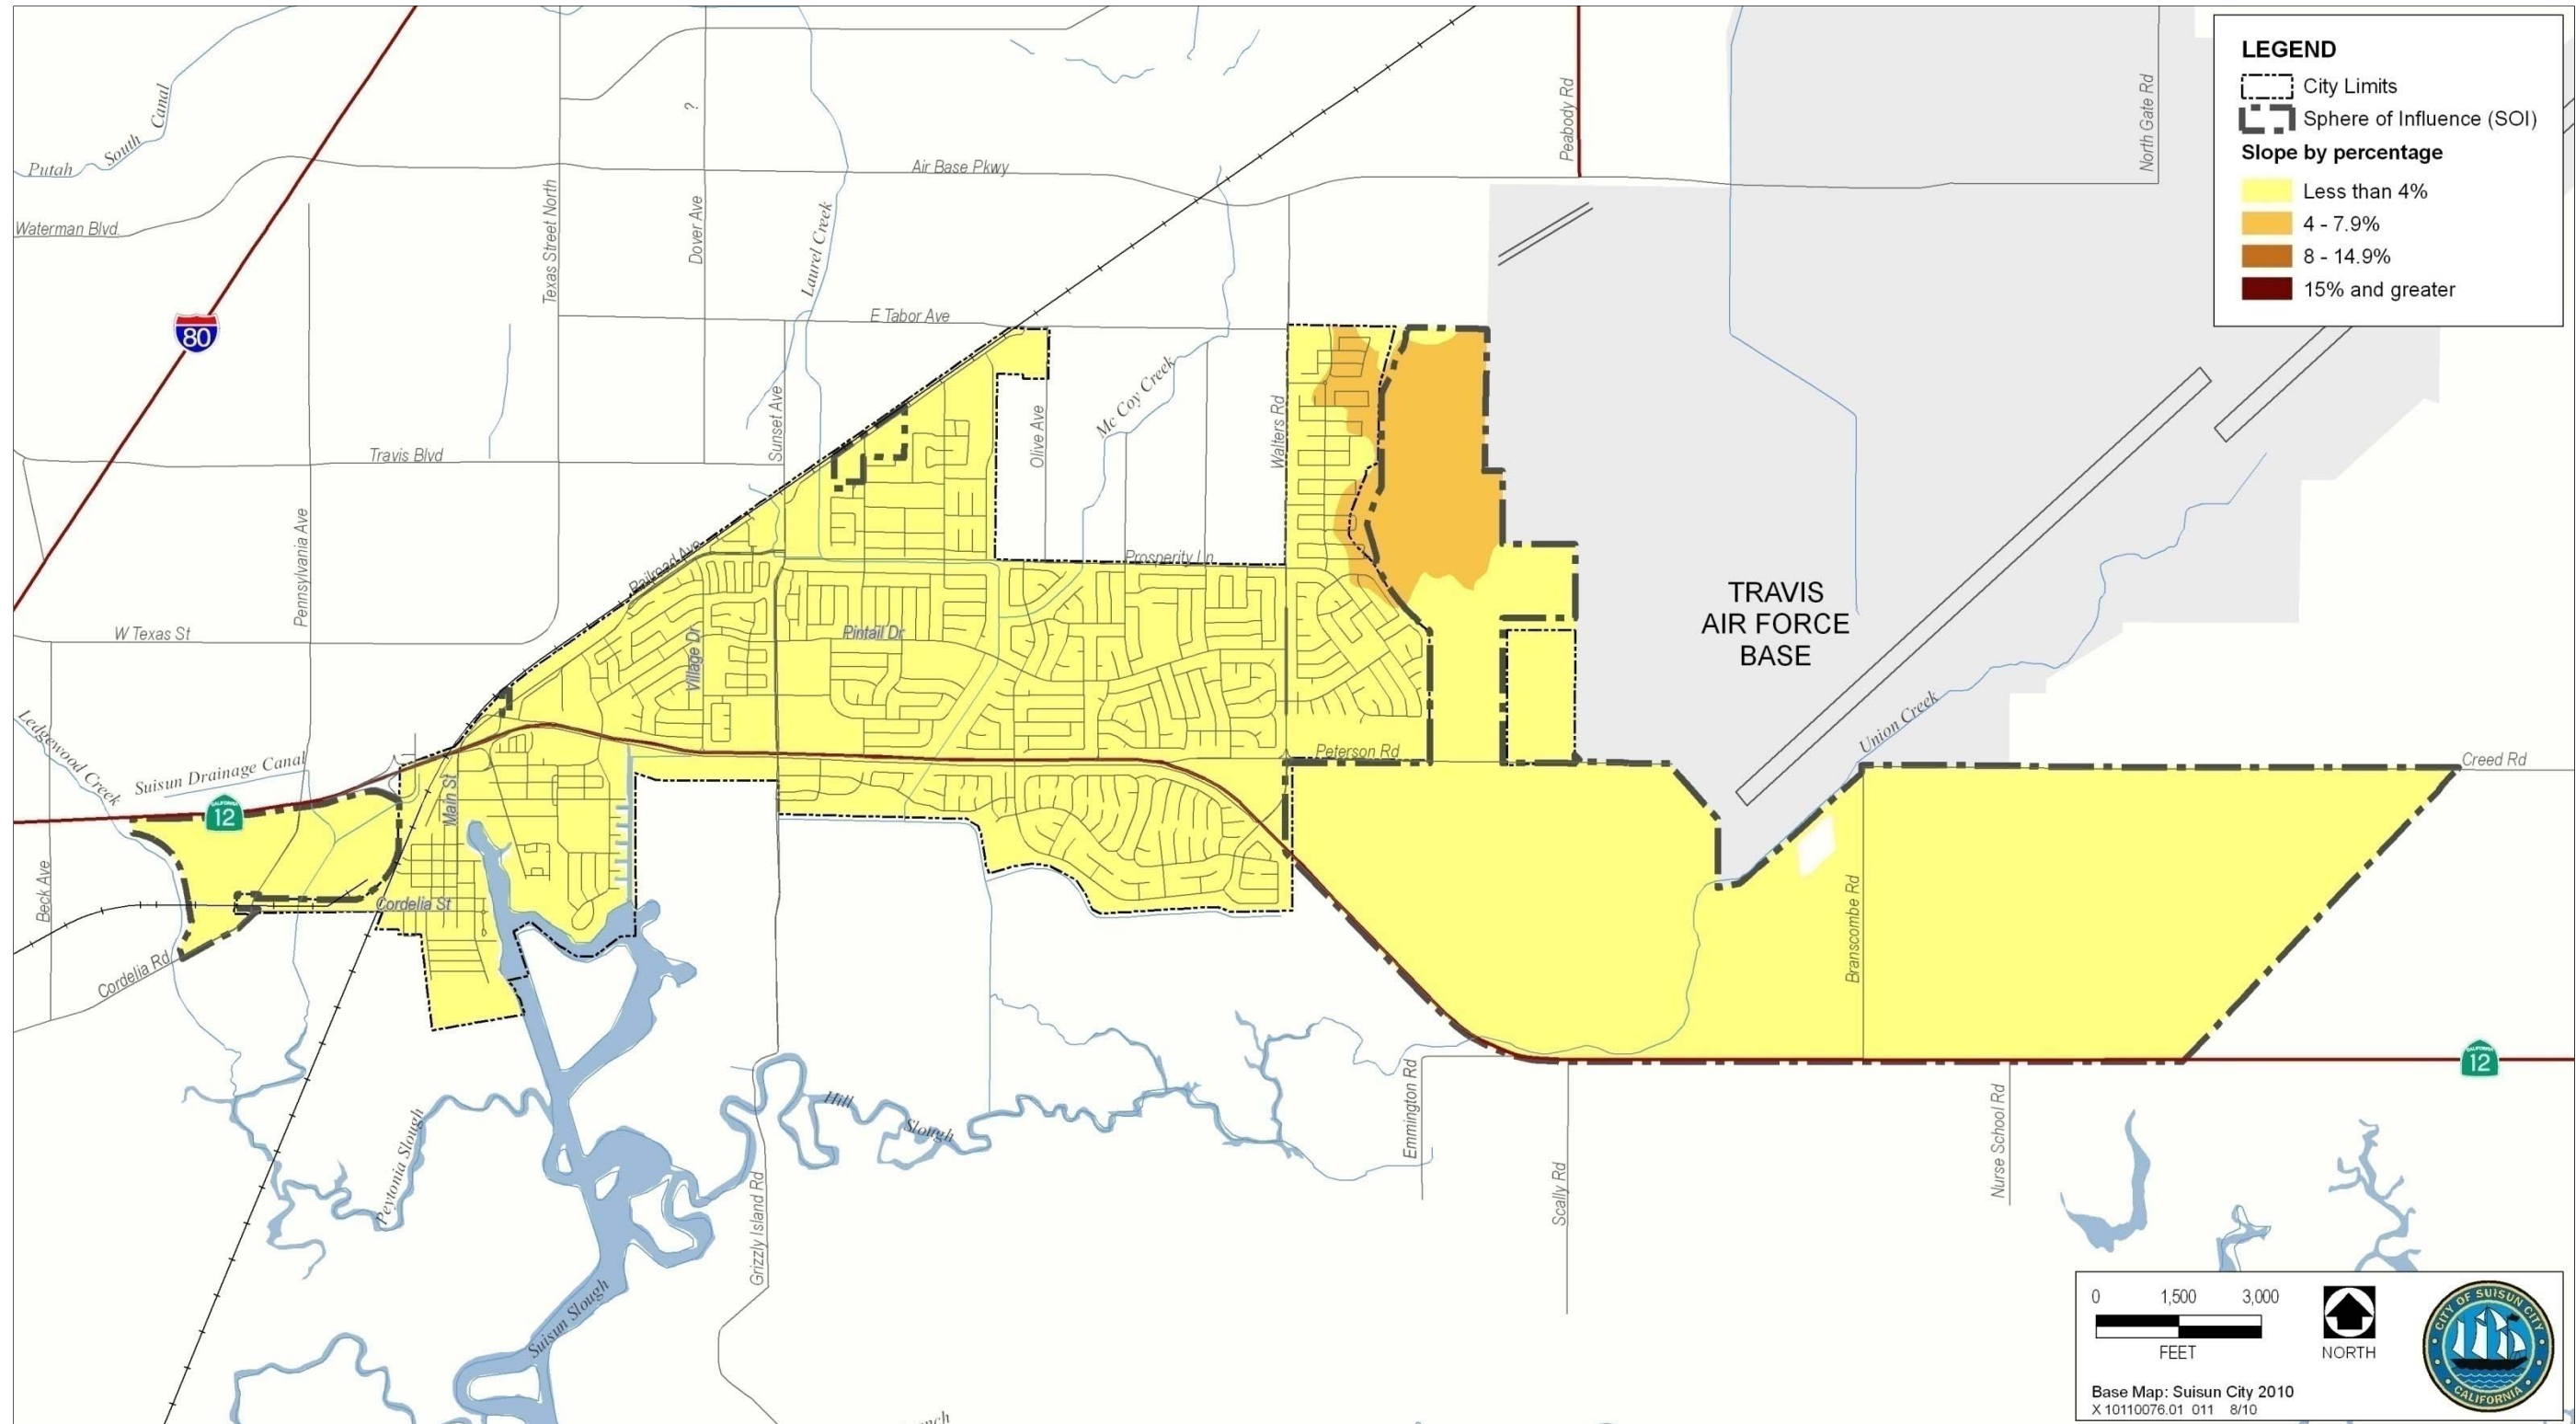 LEGEND
City Limits
Sphere of Influence (SOI)
Slope by percentage
Less than 4%
4 - 7.9%
8 - 14.9%
15% and greater
Putah South Canal
?
Peabody Rd
North Gate Rd
Air Base Pkwy
Waterman Blvd
Texas Street North
Dover Ave
Laurel Creek
80
E Tabor Ave
Mc Coy Creek
Sunset Ave
Olive Ave
Walters Rd
Travis Blvd
Pennsylvania Ave
Railroad Ave
Prosperity Ln
TRAVIS
AIR FORCE
BASE
W Texas St
Village Dr
Pintail Dr
Ledgewood Creek
Suisun Drainage Canal
Union Creek
Peterson Rd
Creed Rd
CALIFORNIA
12
Main St
Beck Ave
Cordelia St
Cordelia Rd
Branscombe Rd
CALIFORNIA
12
Emmington Rd
Hill Slough
Peytonia Slough
Grizzly Island Rd
Scally Rd
Nurse School Rd
Suisun Slough
nch
0 1,500 3,000
FEET
NORTH
CITY OF SUISUN CITY
CALIFORNIA
Base Map: Suisun City 2010
X 10110076.01 011 8/10